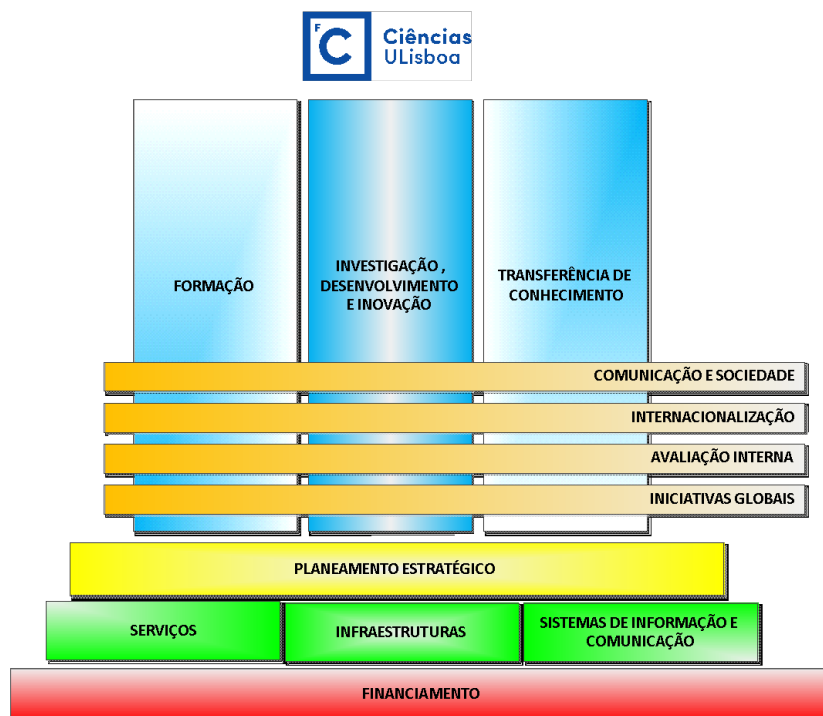 F
C
Ciências
ULisboa
FORMAÇÃO
INVESTIGAÇÃO ,
DESENVOLVIMENTO
E INOVAÇÃO
TRANSFERÊNCIA DE
CONHECIMENTO
COMUNICAÇÃO E SOCIEDADE
INTERNACIONALIZAÇÃO
AVALIAÇÃO INTERNA
INICIATIVAS GLOBAIS
PLANEAMENTO ESTRATÉGICO
SERVIÇOS
INFRAESTRUTURAS
SISTEMAS DE INFORMAÇÃO E
COMUNICAÇÃO
FINANCIAMENTO